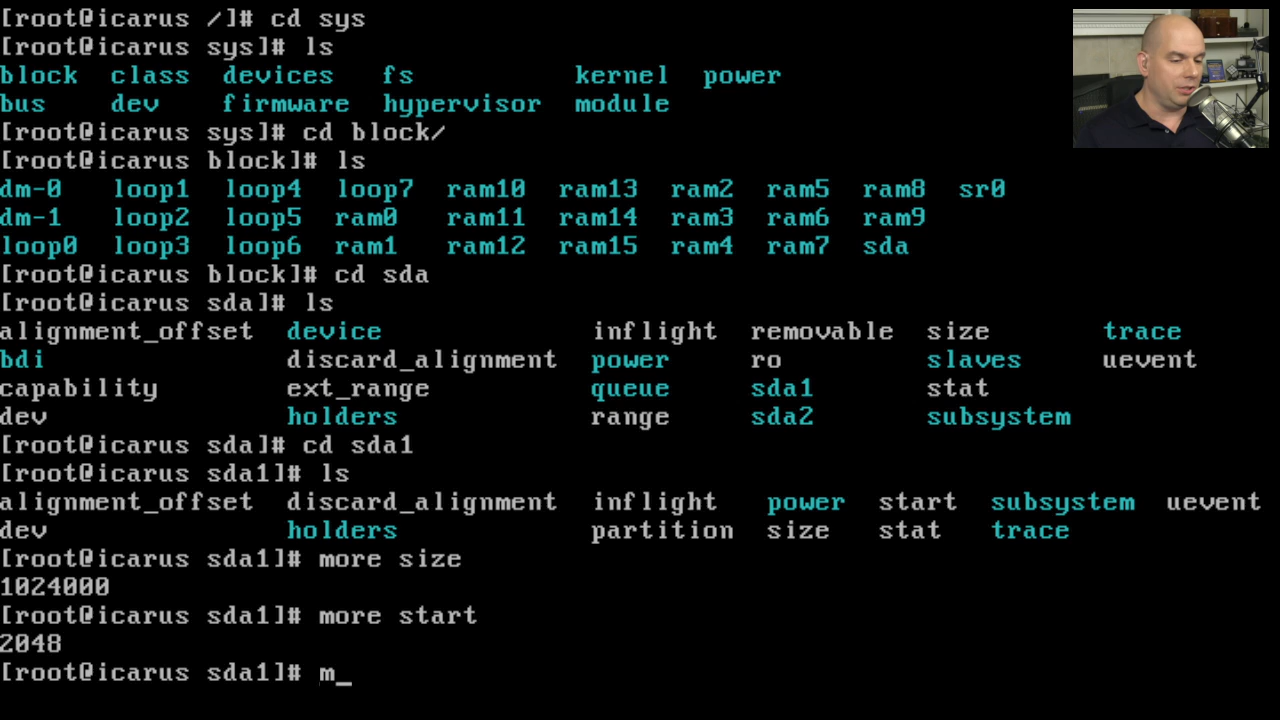 [root@icarus /]# cd sys
[root@icarus sys]# ls
block class devices fs kernel power
bus dev firmware hypervisor module
[root@icarus sys]# cd block/
[root@icarus block]# ls
dm-0 loop1 loop4 loop7 ram10 ram13 ram2 ram5 ram8 sr0
dm-1 loop2 loop5 ram0 ram11 ram14 ram3 ram6 ram9
loop0 loop3 loop6 ram1 ram12 ram15 ram4 ram7 sda
[root@icarus block]# cd sda
[root@icarus sda]# ls
alignment_offset device inflight removable size trace
bdi discard_alignment power ro slaves uevent
capability ext_range queue sda1 stat
dev holders range sda2 subsystem
[root@icarus sda]# cd sda1
[root@icarus sda1]# ls
alignment_offset discard_alignment inflight power start subsystem uevent
dev holders partition size stat trace
[root@icarus sda1]# more size
1024000
[root@icarus sda1]# more start
2048
[root@icarus sda1]# m_